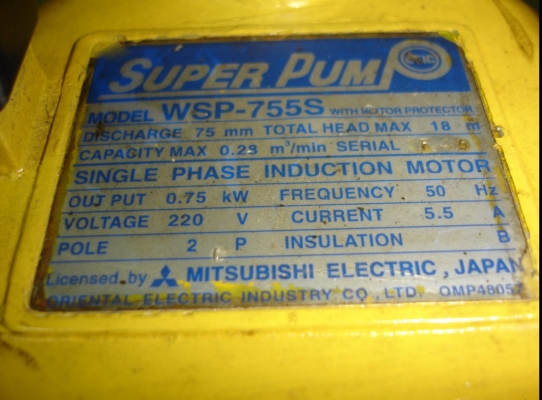 SUPER PUMP
MODEL WSP-755S WITH MOTOR PROTECTOR
DISCHARGE 75 mm TOTAL HEAD MAX 18 m
CAPACITY MAX 0.23 m³/min SERIAL
SINGLE PHASE INDUCTION MOTOR
OUTPUT 0.75 kW FREQUENCY 50 Hz
VOLTAGE 220 V CURRENT 5.5 A
POLE 2 P INSULATION B
Licensed by MITSUBISHI ELECTRIC, JAPAN
ORIENTAL ELECTRIC INDUSTRY CO., LTD.